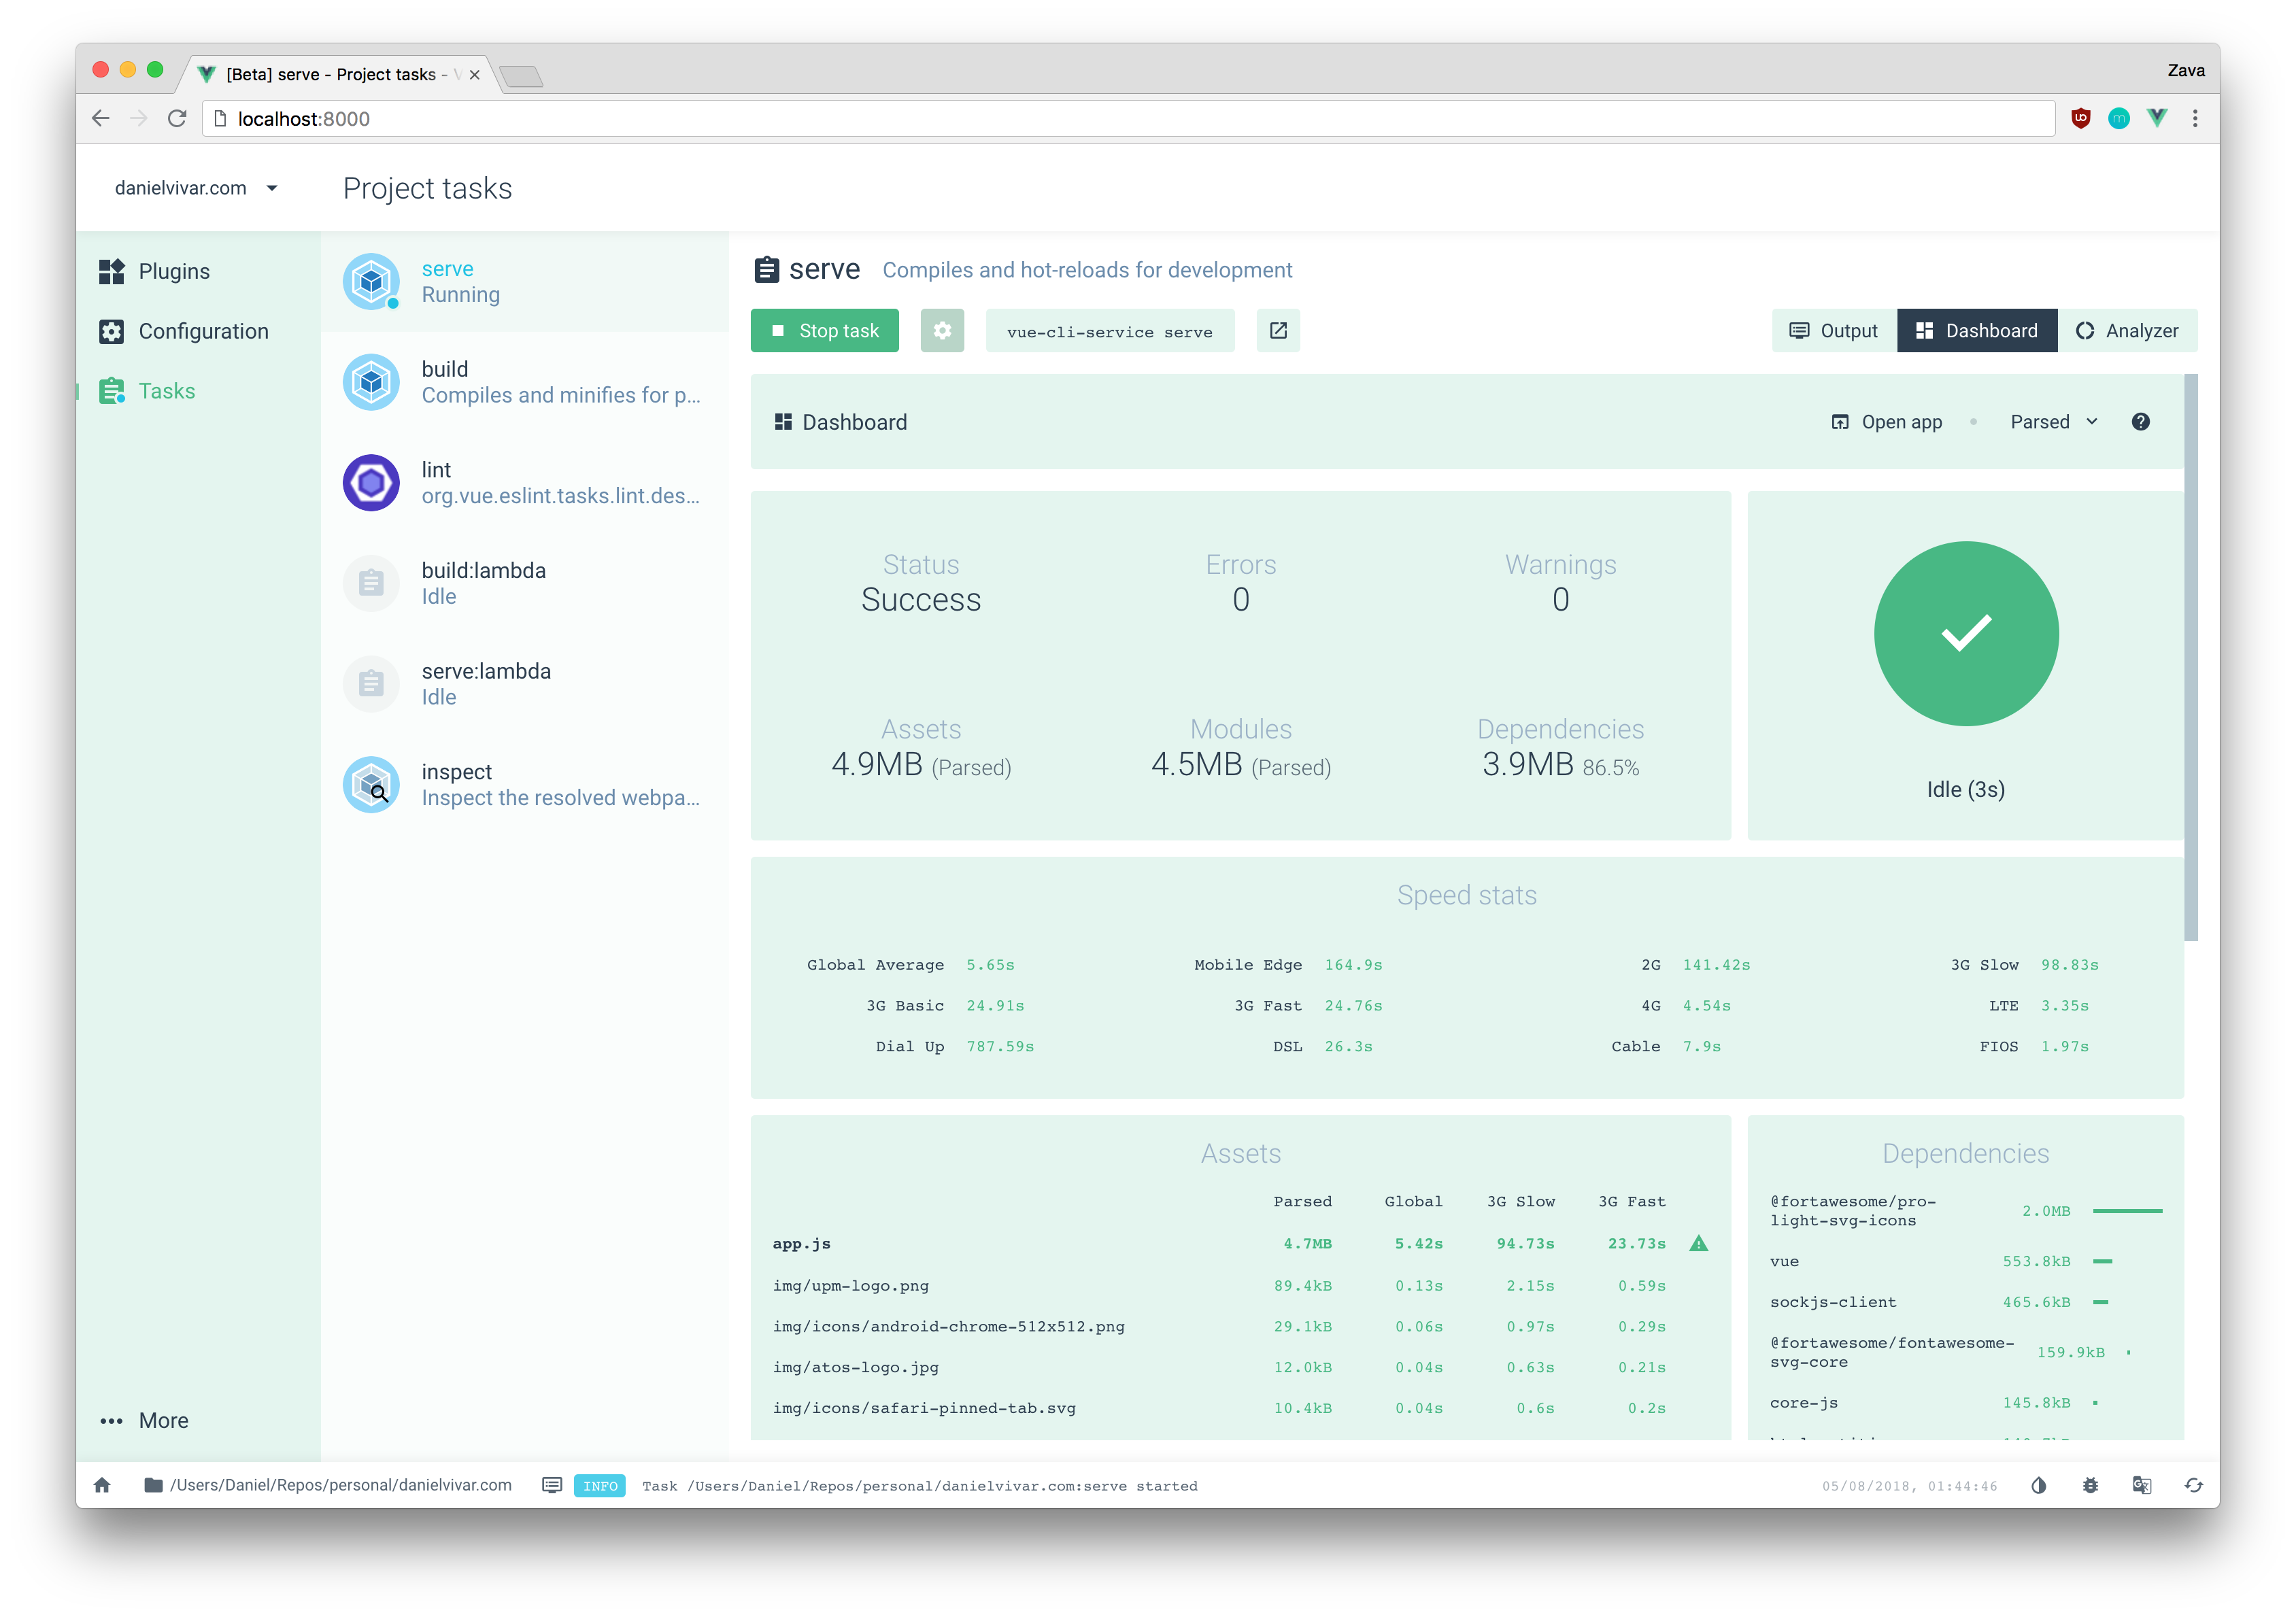 [Beta] serve - Project tasks -
Zava
localhost:8000
danielvivar.com
Project tasks
Plugins
Configuration
Tasks
More
serve
Running
build
Compiles and minifies for p...
lint
org.vue.eslint.tasks.lint.des...
build:lambda
Idle
serve:lambda
Idle
inspect
Inspect the resolved webpa...
serve Compiles and hot-reloads for development
Stop task
vue-cli-service serve
Output
Dashboard
Analyzer
Dashboard
Open app
Parsed
Status Errors Warnings
Success 0 0
Assets Modules Dependencies
4.9MB (Parsed) 4.5MB (Parsed) 3.9MB 86.5%
Idle (3s)
Speed stats
Global Average 5.65s Mobile Edge 164.9s 2G 141.42s 3G Slow 98.83s
3G Basic 24.91s 3G Fast 24.76s 4G 4.54s LTE 3.35s
Dial Up 787.59s DSL 26.3s Cable 7.9s FIOS 1.97s
Assets
Parsed Global 3G Slow 3G Fast
app.js 4.7MB 5.42s 94.73s 23.73s
img/upm-logo.png 89.4kB 0.13s 2.15s 0.59s
img/icons/android-chrome-512x512.png 29.1kB 0.06s 0.97s 0.29s
img/atos-logo.jpg 12.0kB 0.04s 0.63s 0.21s
img/icons/safari-pinned-tab.svg 10.4kB 0.04s 0.6s 0.2s
Dependencies
@fortawesome/pro-
light-svg-icons 2.0MB
vue 553.8kB
sockjs-client 465.6kB
@fortawesome/fontawesome-
svg-core 159.9kB
core-js 145.8kB
/Users/Daniel/Repos/personal/danielvivar.com
INFO
Task /Users/Daniel/Repos/personal/danielvivar.com:serve started
05/08/2018, 01:44:46